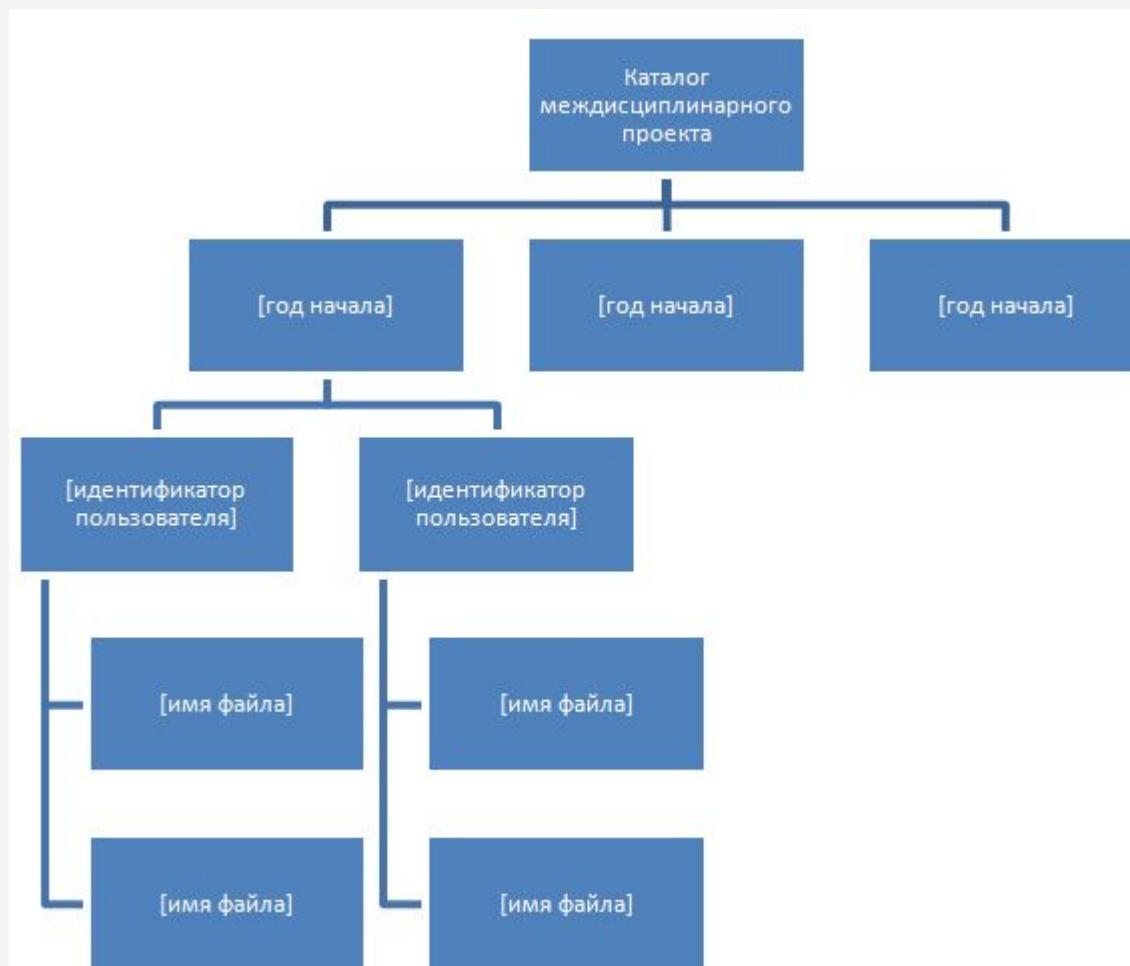 Каталог
междисциплинарного
проекта
[год начала]
[год начала]
[год начала]
[идентификатор
пользователя]
[идентификатор
пользователя]
[имя файла]
[имя файла]
[имя файла]
[имя файла]